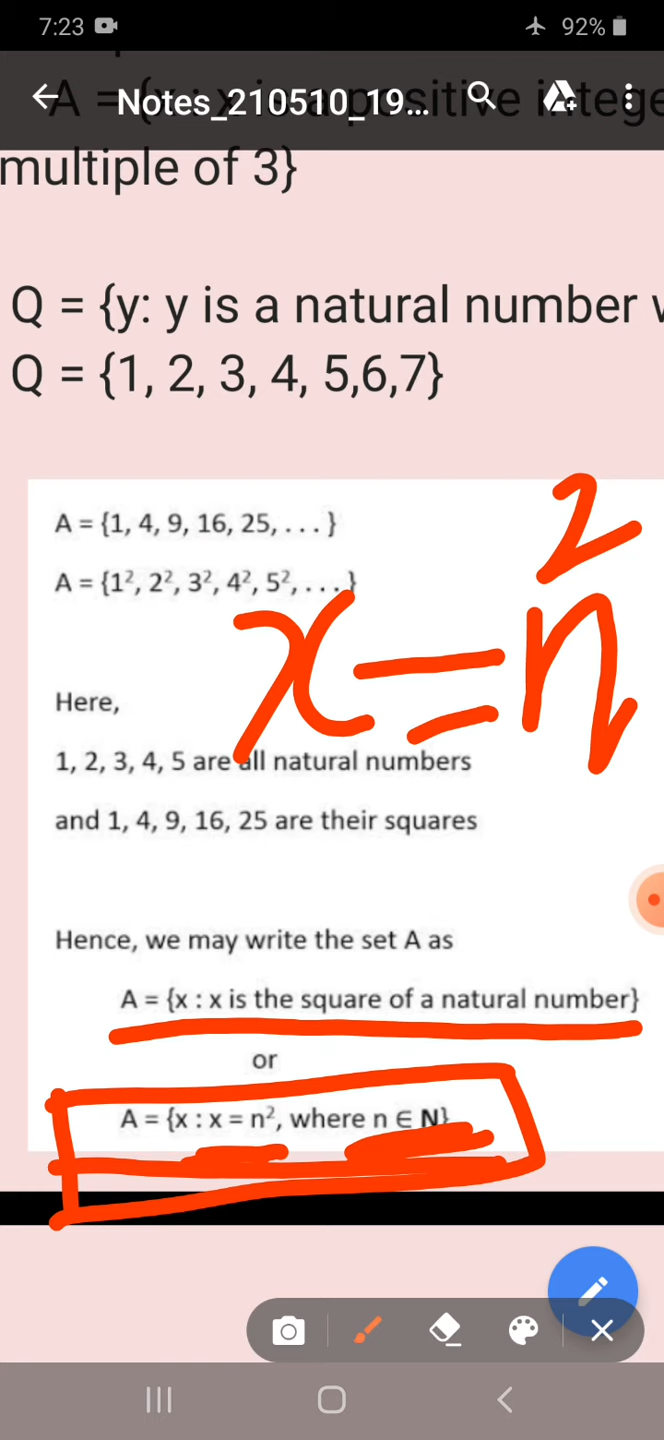 7:23 92%
A = {x : x is a positive intege
Notes_210510_19...
multiple of 3}
Q = {y: y is a natural number
Q = {1, 2, 3, 4, 5,6,7}
A = {1, 4, 9, 16, 25, . . . }
A = {1², 2², 3², 4², 5², . . . }
x = n²
Here,
1, 2, 3, 4, 5 are all natural numbers
and 1, 4, 9, 16, 25 are their squares
Hence, we may write the set A as
A = {x : x is the square of a natural number}
or
A = {x : x = n², where n ∈ N}